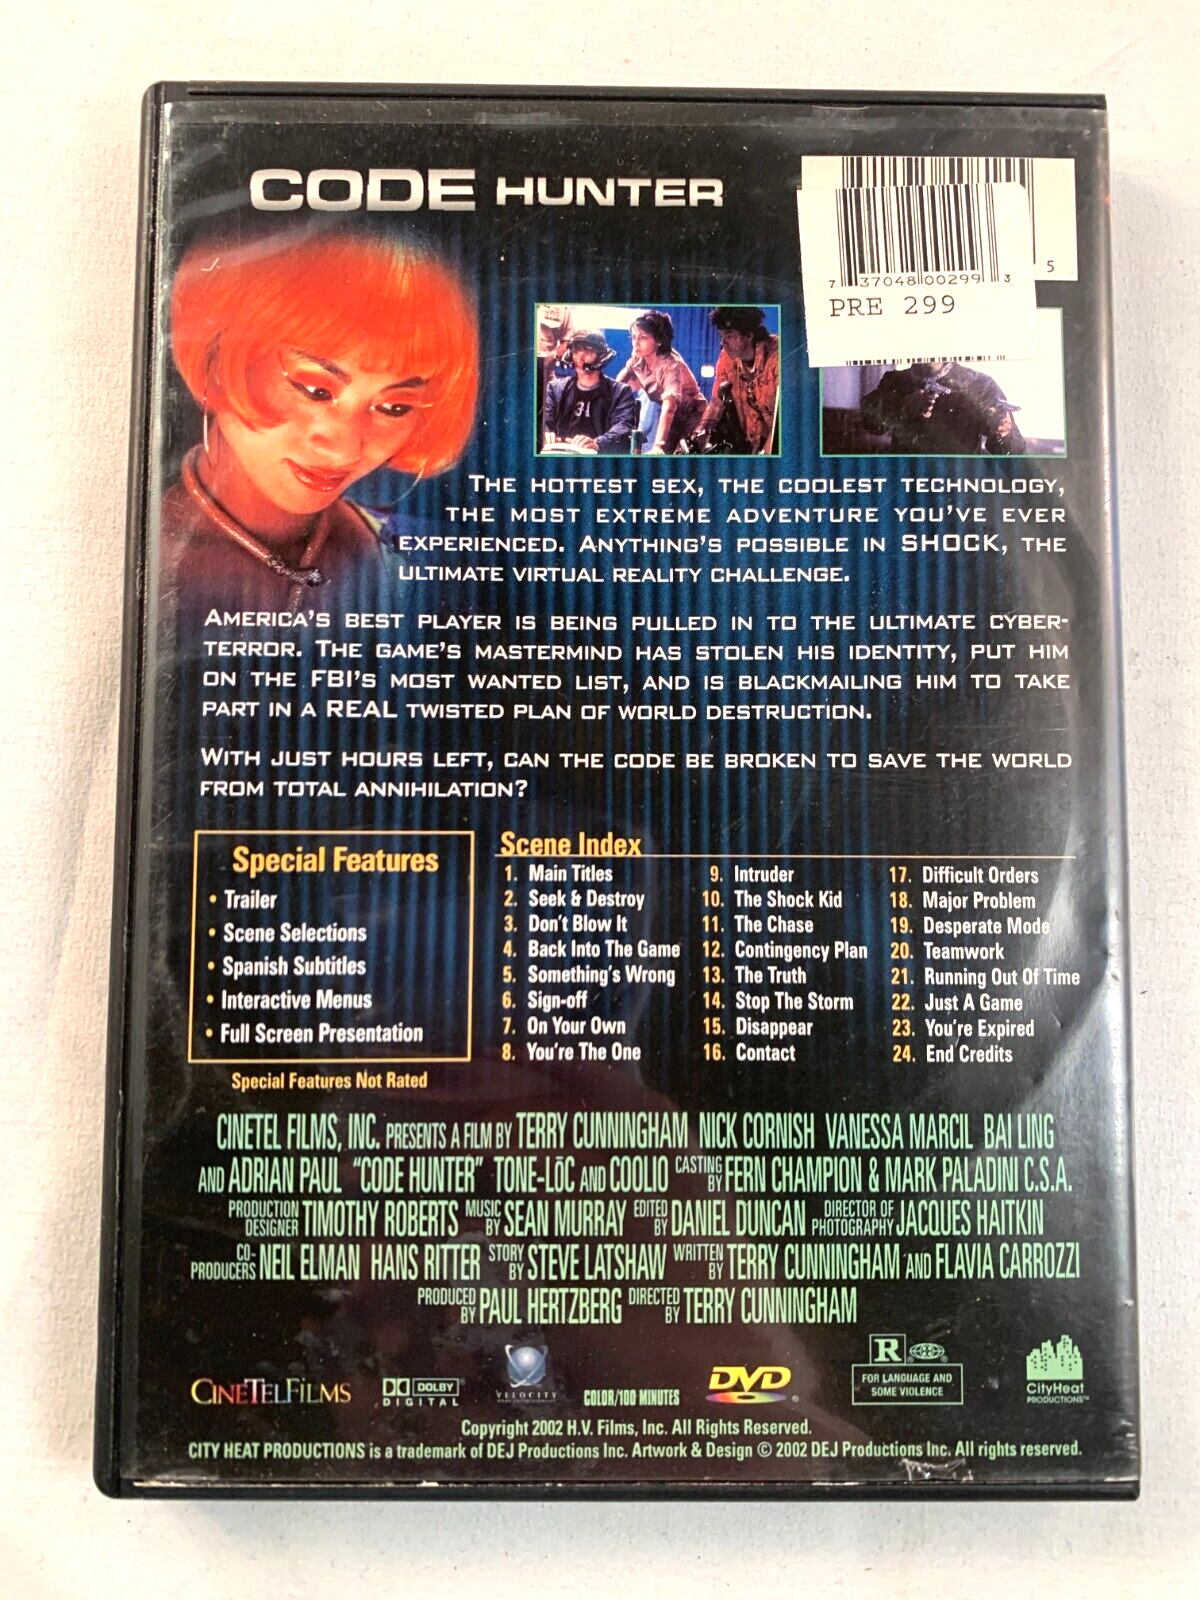 CODE HUNTER
5
7 37048 00299 3
PRE 299
31
THE HOTTEST SEX, THE COOLEST TECHNOLOGY,
THE MOST EXTREME ADVENTURE YOU'VE EVER
EXPERIENCED. ANYTHING'S POSSIBLE IN SHOCK, THE
ULTIMATE VIRTUAL REALITY CHALLENGE.
AMERICA'S BEST PLAYER IS BEING PULLED IN TO THE ULTIMATE CYBER-
TERROR. THE GAME'S MASTERMIND HAS STOLEN HIS IDENTITY, PUT HIM
ON THE FBI'S MOST WANTED LIST, AND IS BLACKMAILING HIM TO TAKE
PART IN A REAL TWISTED PLAN OF WORLD DESTRUCTION.
WITH JUST HOURS LEFT, CAN THE CODE BE BROKEN TO SAVE THE WORLD
FROM TOTAL ANNIHILATION?
Special Features
• Trailer
• Scene Selections
• Spanish Subtitles
• Interactive Menus
• Full Screen Presentation
Special Features Not Rated
Scene Index
1. Main Titles
2. Seek & Destroy
3. Don't Blow It
4. Back Into The Game
5. Something's Wrong
6. Sign-off
7. On Your Own
8. You're The One
9. Intruder
10. The Shock Kid
11. The Chase
12. Contingency Plan
13. The Truth
14. Stop The Storm
15. Disappear
16. Contact
17. Difficult Orders
18. Major Problem
19. Desperate Mode
20. Teamwork
21. Running Out Of Time
22. Just A Game
23. You're Expired
24. End Credits
CINETEL FILMS, INC. PRESENTS A FILM BY TERRY CUNNINGHAM NICK CORNISH VANESSA MARCIL BAI LING
AND ADRIAN PAUL "CODE HUNTER" TONE-LŌC AND COOLIO CASTING BY FERN CHAMPION & MARK PALADINI C.S.A.
PRODUCTION DESIGNER TIMOTHY ROBERTS MUSIC BY SEAN MURRAY EDITED BY DANIEL DUNCAN DIRECTOR OF PHOTOGRAPHY JACQUES HAITKIN
CO-PRODUCERS NEIL ELMAN HANS RITTER STORY BY STEVE LATSHAW WRITTEN BY TERRY CUNNINGHAM AND FLAVIA CARROZZI
PRODUCED BY PAUL HERTZBERG DIRECTED BY TERRY CUNNINGHAM
CINETELFILMS
DOLBY
DIGITAL
VELOCITY
HOME ENTERTAINMENT
COLOR/100 MINUTES
DVD
R
FOR LANGUAGE AND
SOME VIOLENCE
CityHeat
PRODUCTIONS™
Copyright 2002 H.V. Films, Inc. All Rights Reserved.
CITY HEAT PRODUCTIONS is a trademark of DEJ Productions Inc. Artwork & Design © 2002 DEJ Productions Inc. All rights reserved.